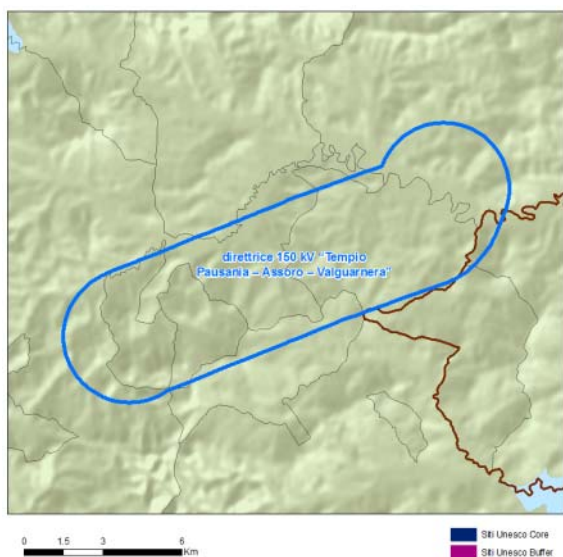 direttrice 150 kV "Tempio
Pausania – Assoro – Valguarnera"
0 1.5 3 6
Km
Siti Unesco Core
Siti Unesco Buffer